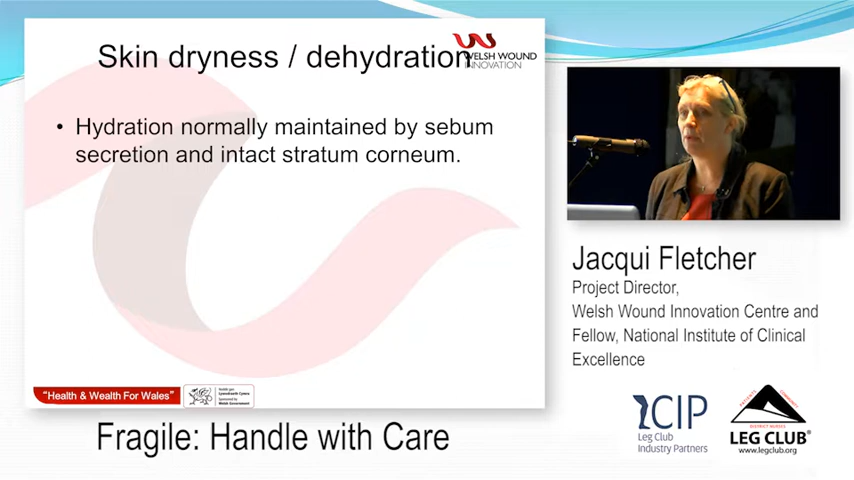 Skin dryness / dehydration
WELSH WOUND
INNOVATION
• Hydration normally maintained by sebum
secretion and intact stratum corneum.
"Health & Wealth For Wales"
Fragile: Handle with Care
Jacqui Fletcher
Project Director,
Welsh Wound Innovation Centre and
Fellow, National Institute of Clinical
Excellence
iCIP
Leg Club
Industry Partners
LEG CLUB®
www.legclub.org